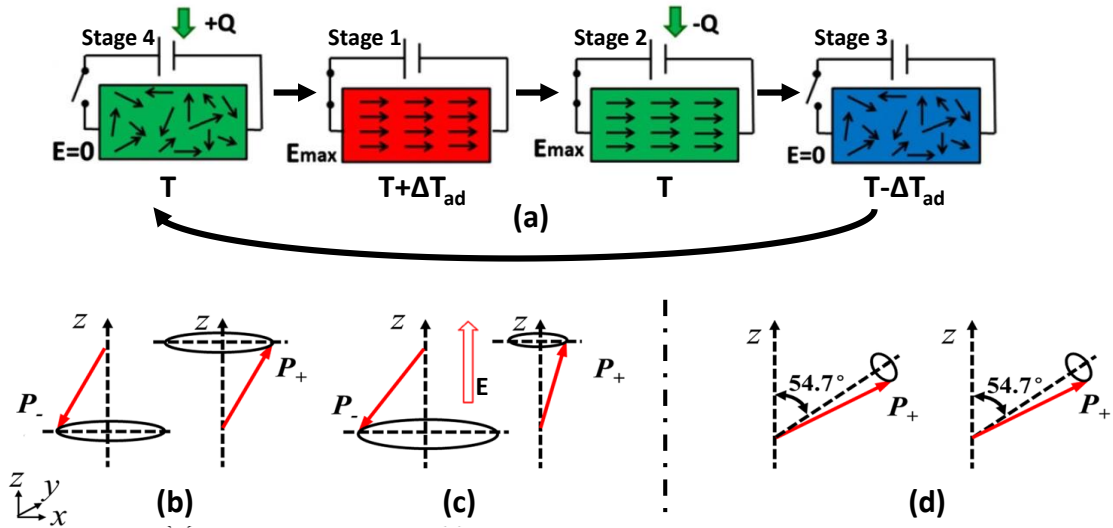 Stage 4 +Q Stage 1 Stage 2 -Q Stage 3
E=0 Emax Emax E=0
T T+ΔTad T T-ΔTad
(a)
z z z E z z z
P- P+ P- P+ 54.7° P+ 54.7° P+
z y x
(b) (c) (d)